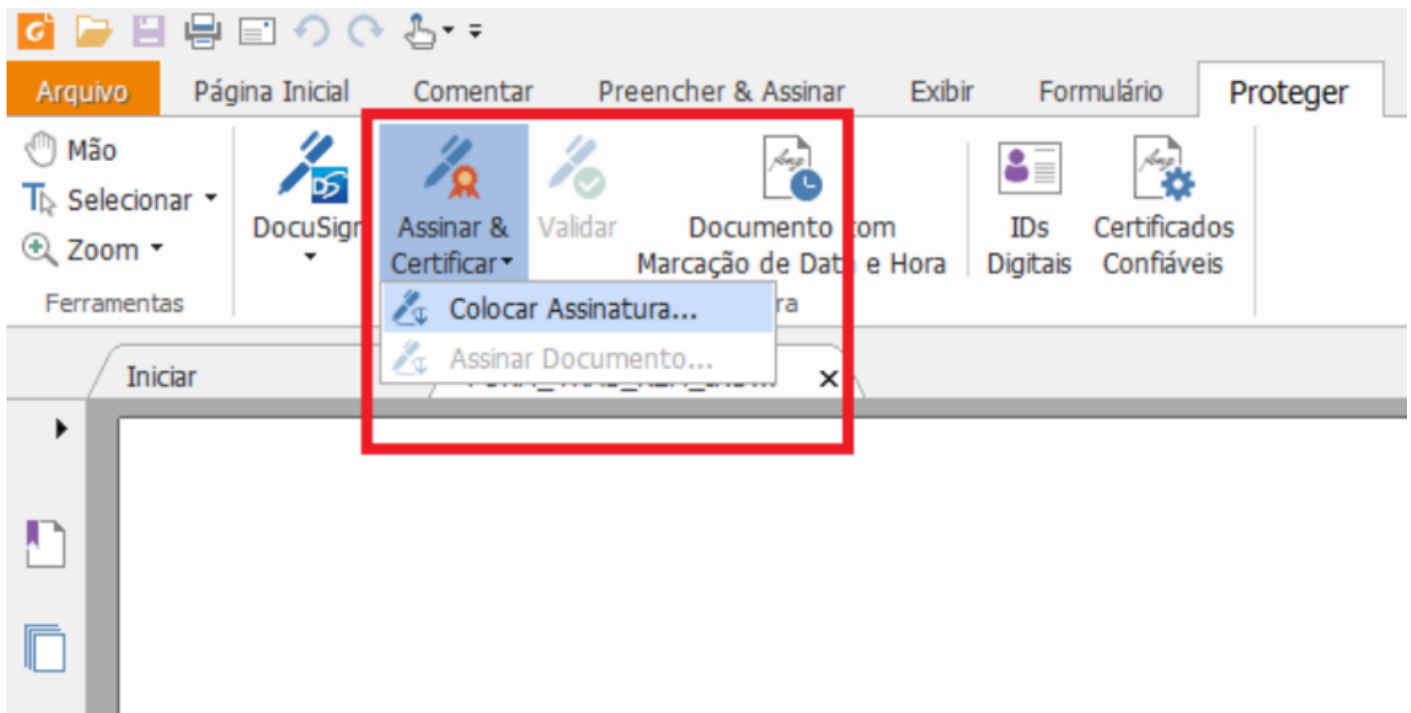 Arquivo Página Inicial Comentar Preencher & Assinar Exibir Formulário Proteger
Mão
Selecionar
Zoom
Ferramentas
DocuSign
Assinar &
Certificar
Validar
Documento com
Marcação de Data e Hora
IDs
Digitais
Certificados
Confiáveis
Colocar Assinatura...
Assinar Documento...
Iniciar